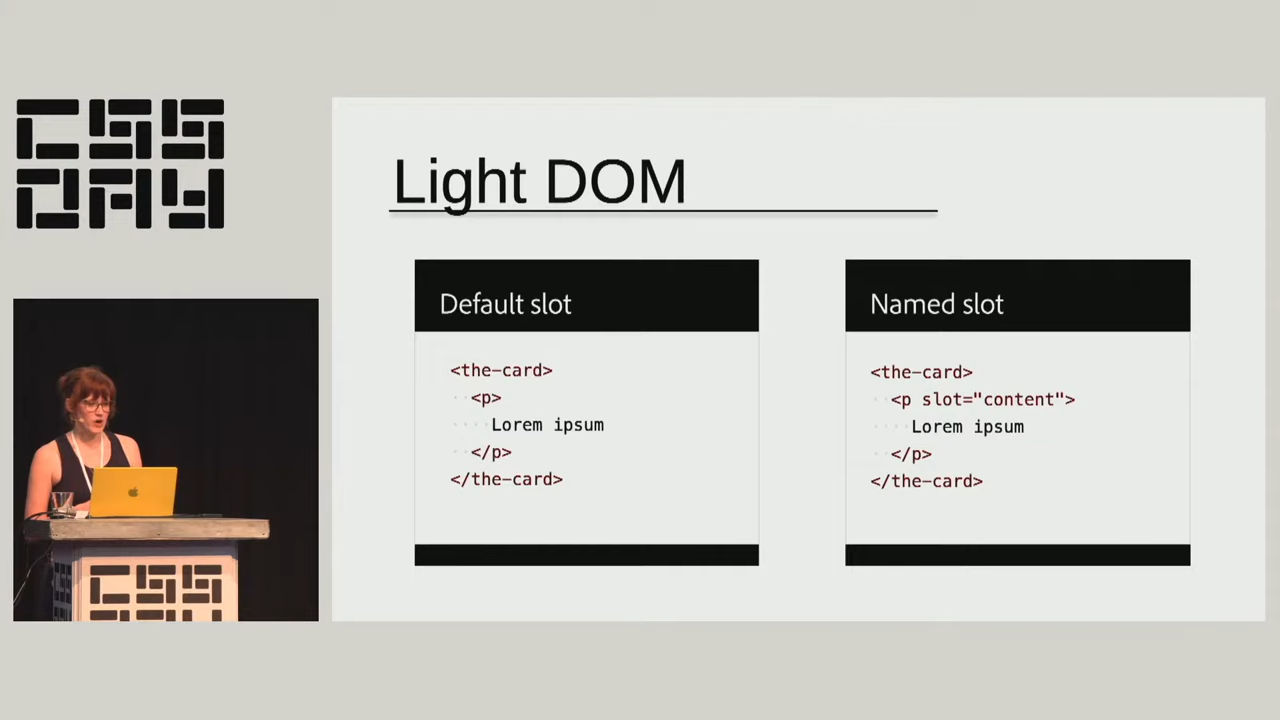 CSS
DAY
Light DOM
Default slot
<the-card>
<p>
Lorem ipsum
</p>
</the-card>
Named slot
<the-card>
<p slot="content">
Lorem ipsum
</p>
</the-card>
CSS